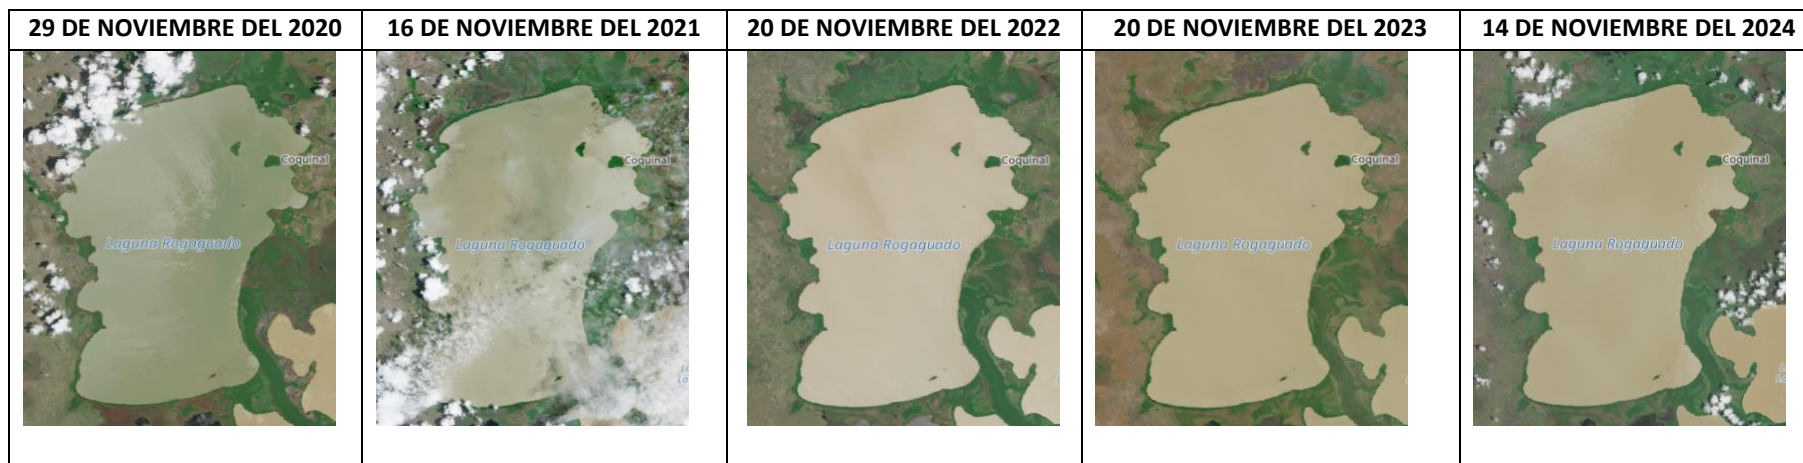 29 DE NOVIEMBRE DEL 2020
16 DE NOVIEMBRE DEL 2021
20 DE NOVIEMBRE DEL 2022
20 DE NOVIEMBRE DEL 2023
14 DE NOVIEMBRE DEL 2024
Coquinal
Laguna Rogaguado
Coquinal
Laguna Rogaguado
Coquinal
Laguna Rogaguado
Coquinal
Laguna Rogaguado
Coquinal
Laguna Rogaguado